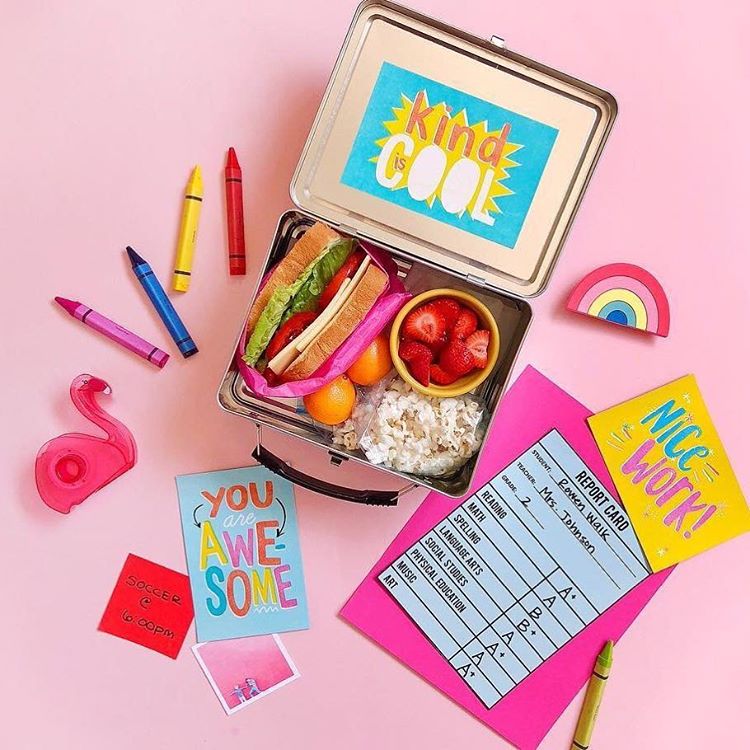 kind
is
COOL
YOU
are
AWE-
SOME
SOCCER
@
6:00PM
NICE
WORK!
REPORT CARD
STUDENT: Rowen Walk
TEACHER: Mrs. Johnson
GRADE: 2
READING A+
MATH A
SPELLING B
LANGUAGE ARTS B+
SOCIAL STUDIES A
PHYSICAL EDUCATION A+
MUSIC A
ART A+